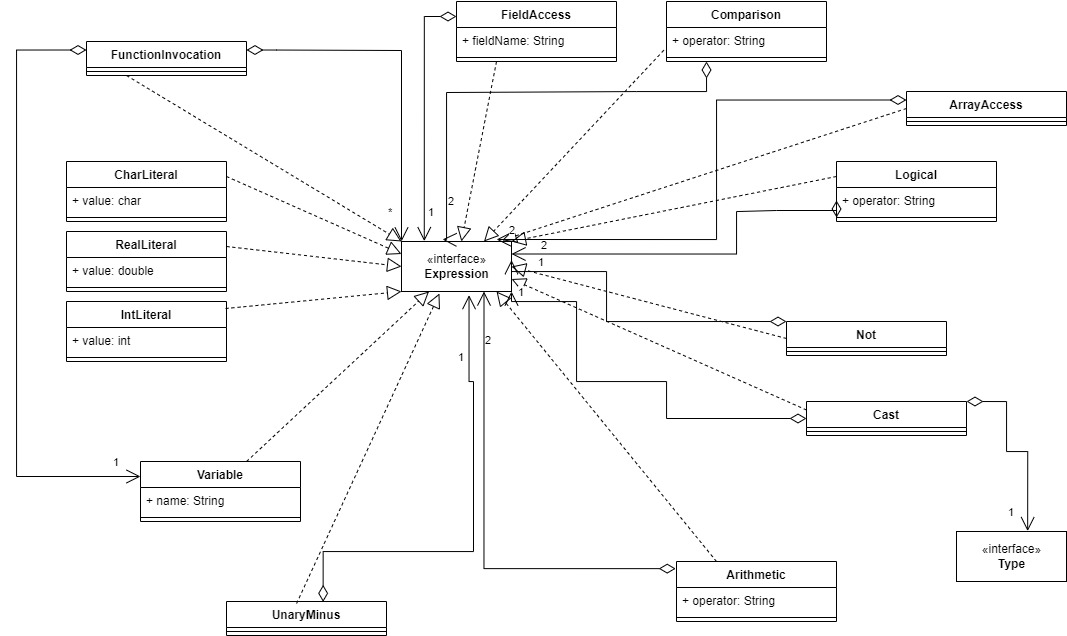 FieldAccess
+ fieldName: String
Comparison
+ operator: String
FunctionInvocation
ArrayAccess
CharLiteral
+ value: char
Logical
+ operator: String
*
1
2
2
2
RealLiteral
+ value: double
«interface»
Expression
1
1
IntLiteral
+ value: int
Not
1
2
Cast
1
Variable
+ name: String
1
«interface»
Type
Arithmetic
+ operator: String
UnaryMinus